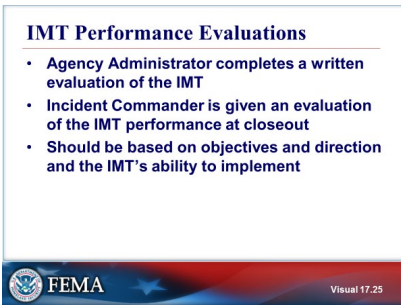 IMT Performance Evaluations
• Agency Administrator completes a written
evaluation of the IMT
• Incident Commander is given an evaluation
of the IMT performance at closeout
• Should be based on objectives and direction
and the IMT's ability to implement
FEMA
Visual 17.25